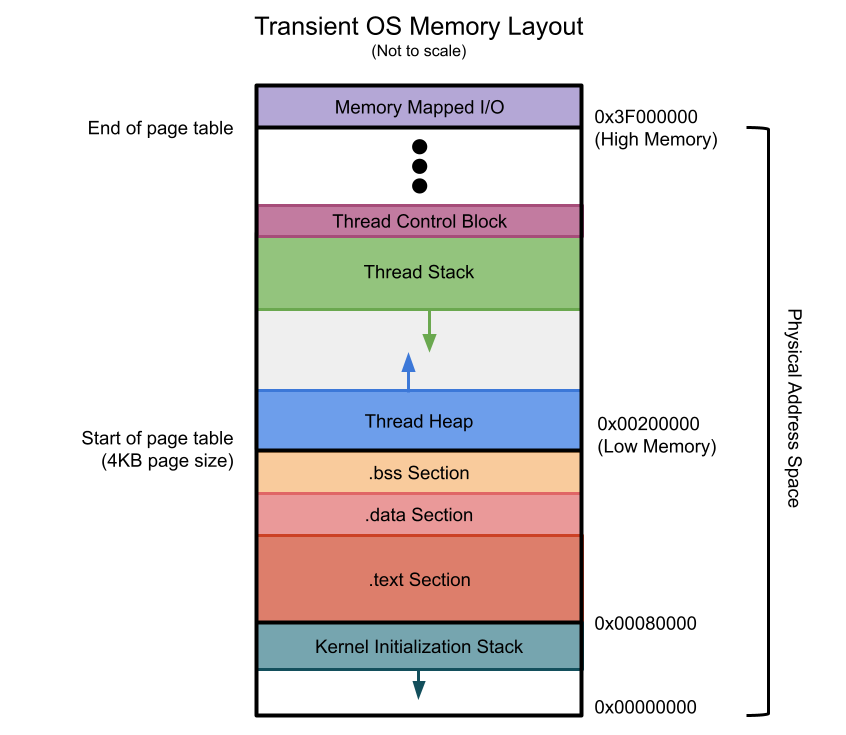 Transient OS Memory Layout
(Not to scale)
Memory Mapped I/O
End of page table
0x3F000000
(High Memory)
Thread Control Block
Thread Stack
Thread Heap
Start of page table
(4KB page size)
0x00200000
(Low Memory)
.bss Section
.data Section
.text Section
0x00080000
Kernel Initialization Stack
0x00000000
Physical Address Space